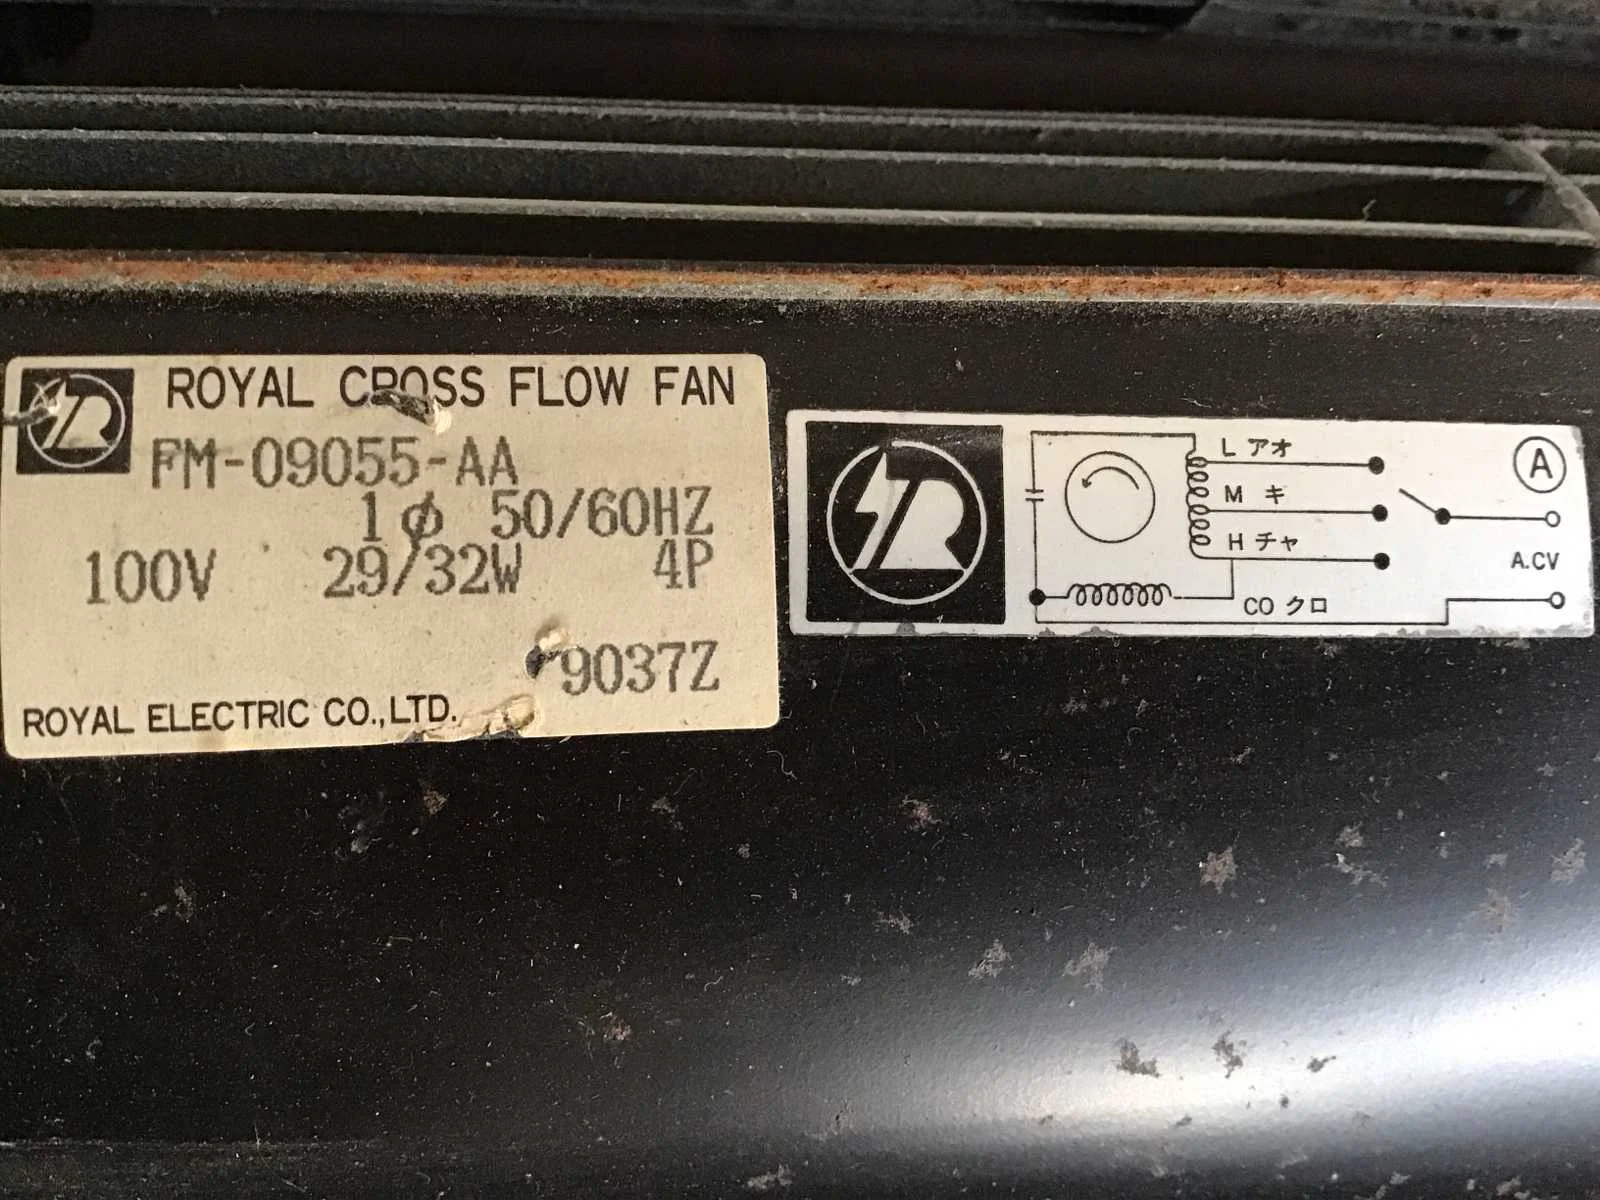 ROYAL CROSS FLOW FAN
FM-09055-AA
1φ 50/60HZ
100V 29/32W 4P
9037Z
ROYAL ELECTRIC CO.,LTD.
L アオ
M キ
H チャ
CO クロ
A
A.CV